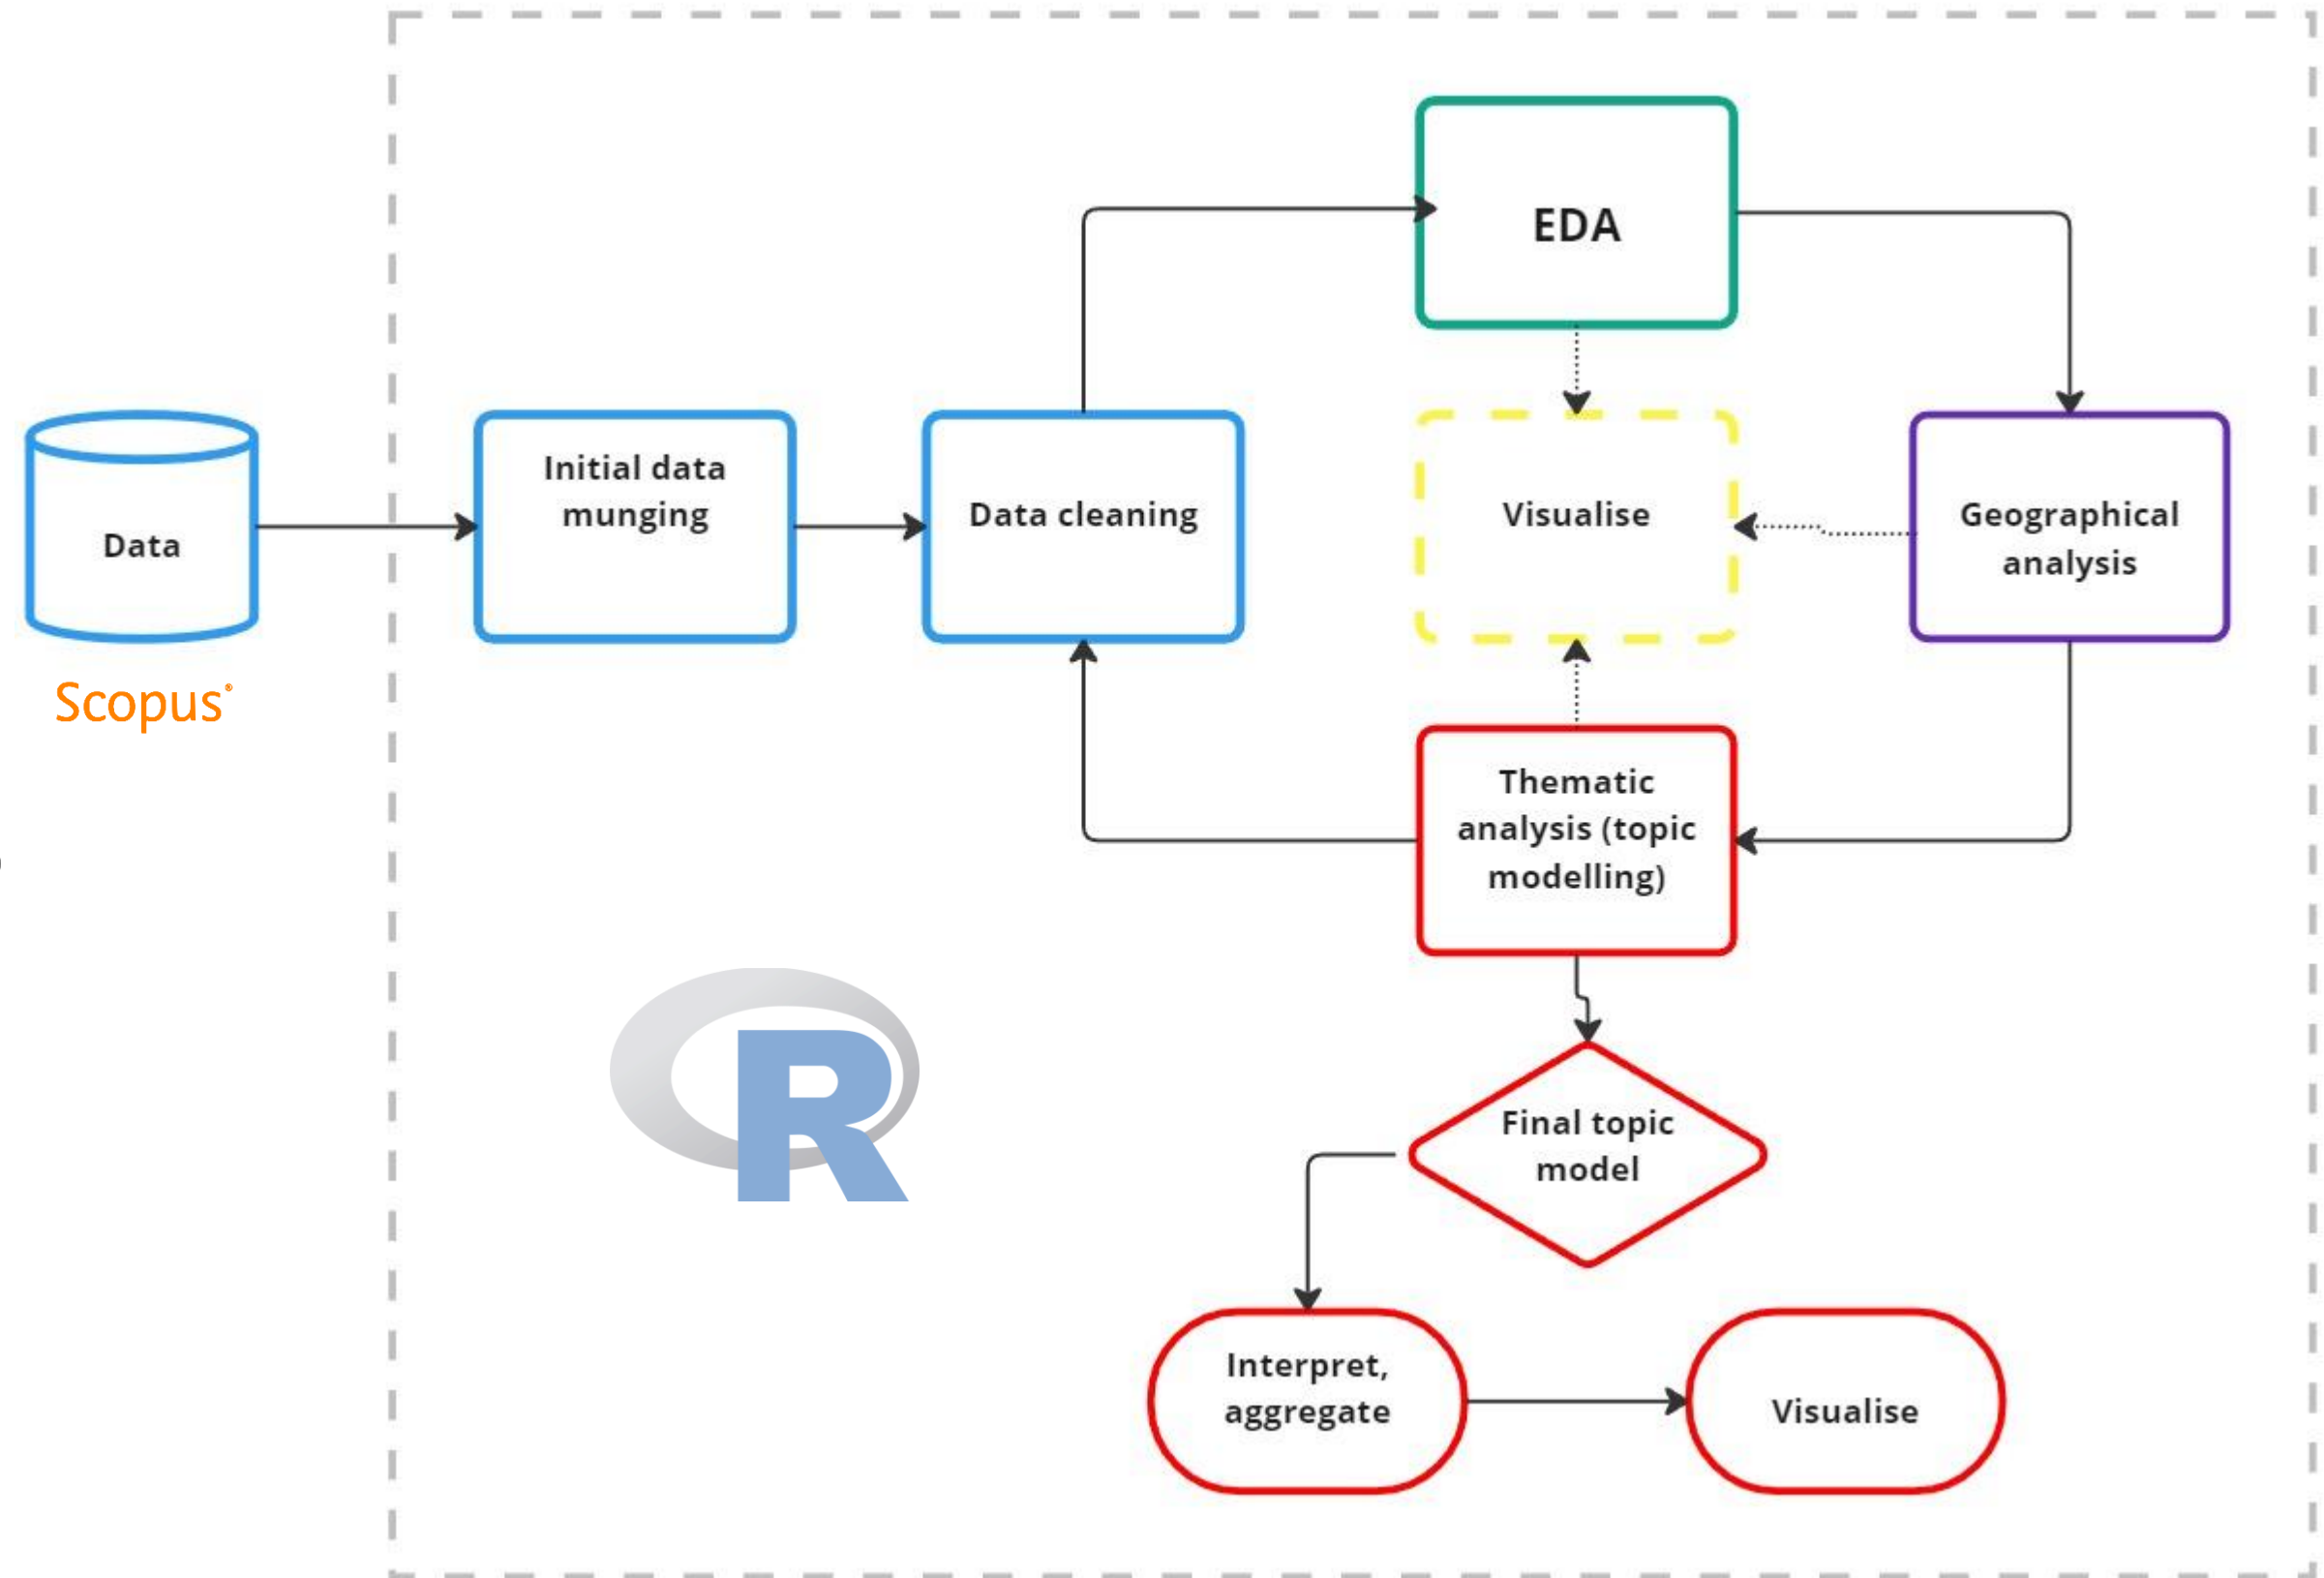 EDA
Initial data
munging
Data cleaning
Visualise
Geographical
analysis
Data
Scopus®
Thematic
analysis (topic
modelling)
R
Final topic
model
Interpret,
aggregate
Visualise